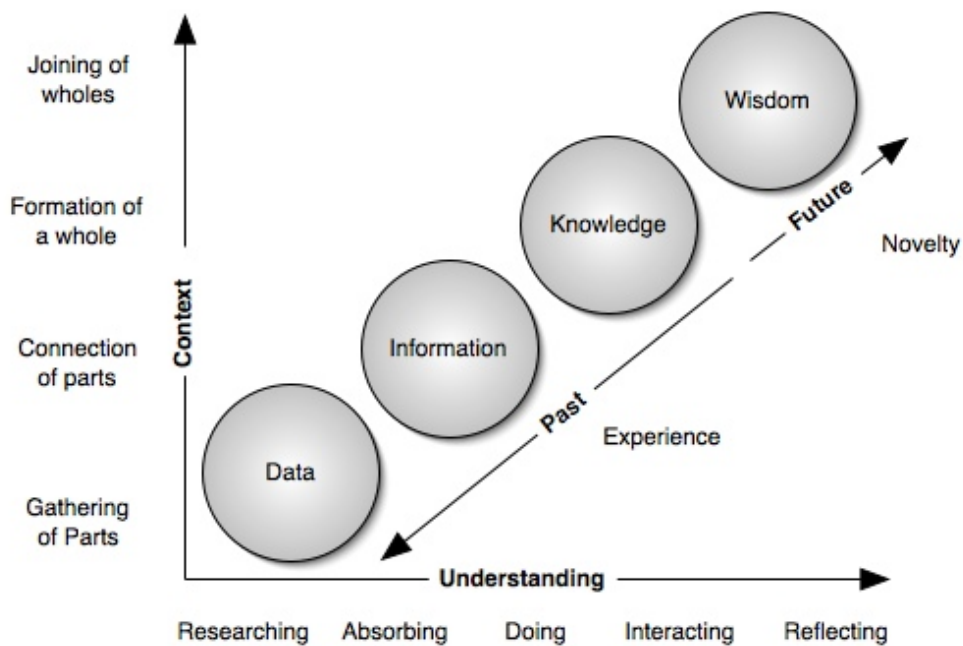 Joining of
wholes
Wisdom
Formation of
a whole
Knowledge
Future
Novelty
Context
Connection
of parts
Information
Past
Experience
Data
Gathering
of Parts
Understanding
Researching Absorbing Doing Interacting Reflecting